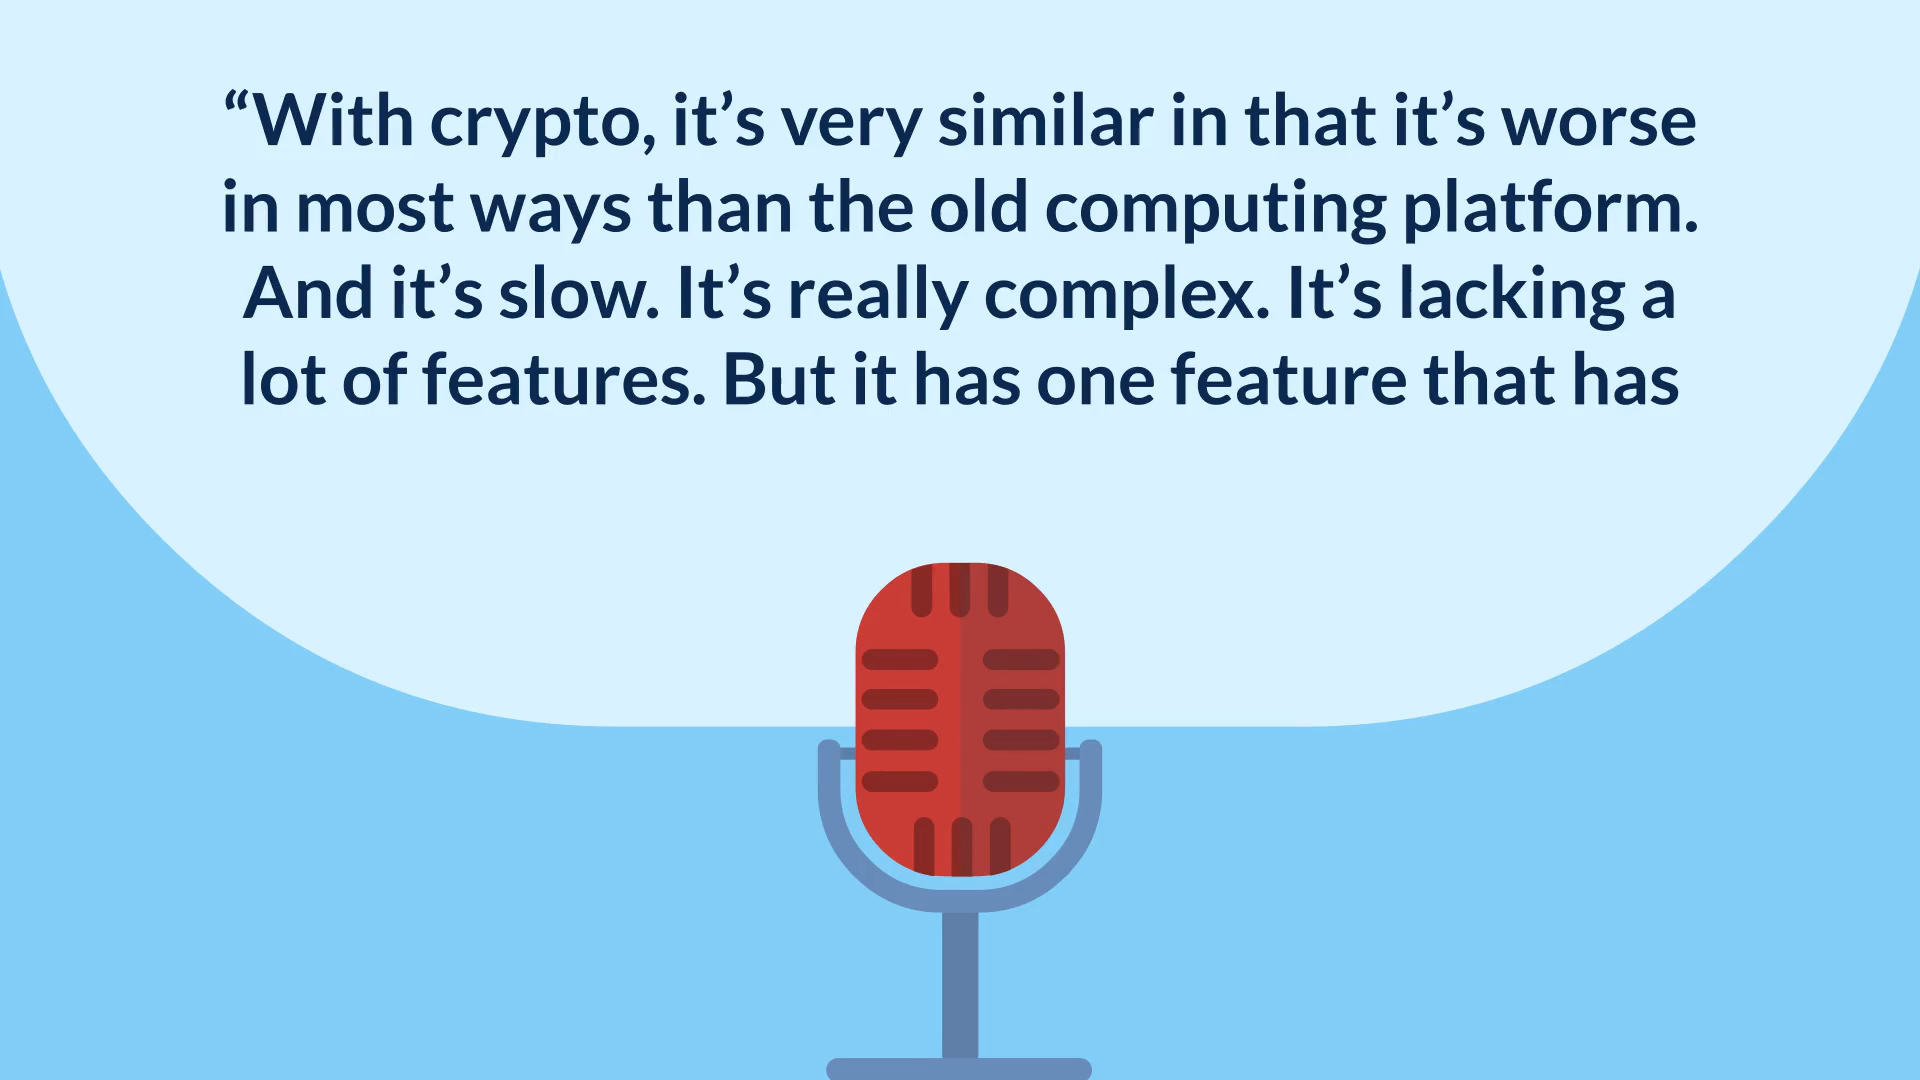 “With crypto, it’s very similar in that it’s worse
in most ways than the old computing platform.
And it’s slow. It’s really complex. It’s lacking a
lot of features. But it has one feature that has